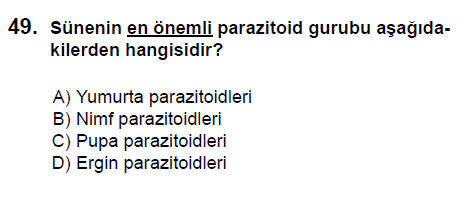 49. Sünenin en önemli parazitoid gurubu aşağıda-
kilerden hangisidir?
A) Yumurta parazitoidleri
B) Nimf parazitoidleri
C) Pupa parazitoidleri
D) Ergin parazitoidleri